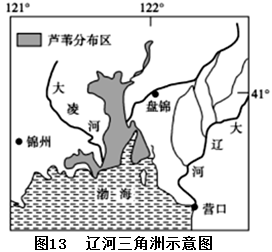 121°
122°
芦苇分布区
大
凌
河
盘锦
41°
锦州
大
辽
河
渤海
营口
图13 辽河三角洲示意图